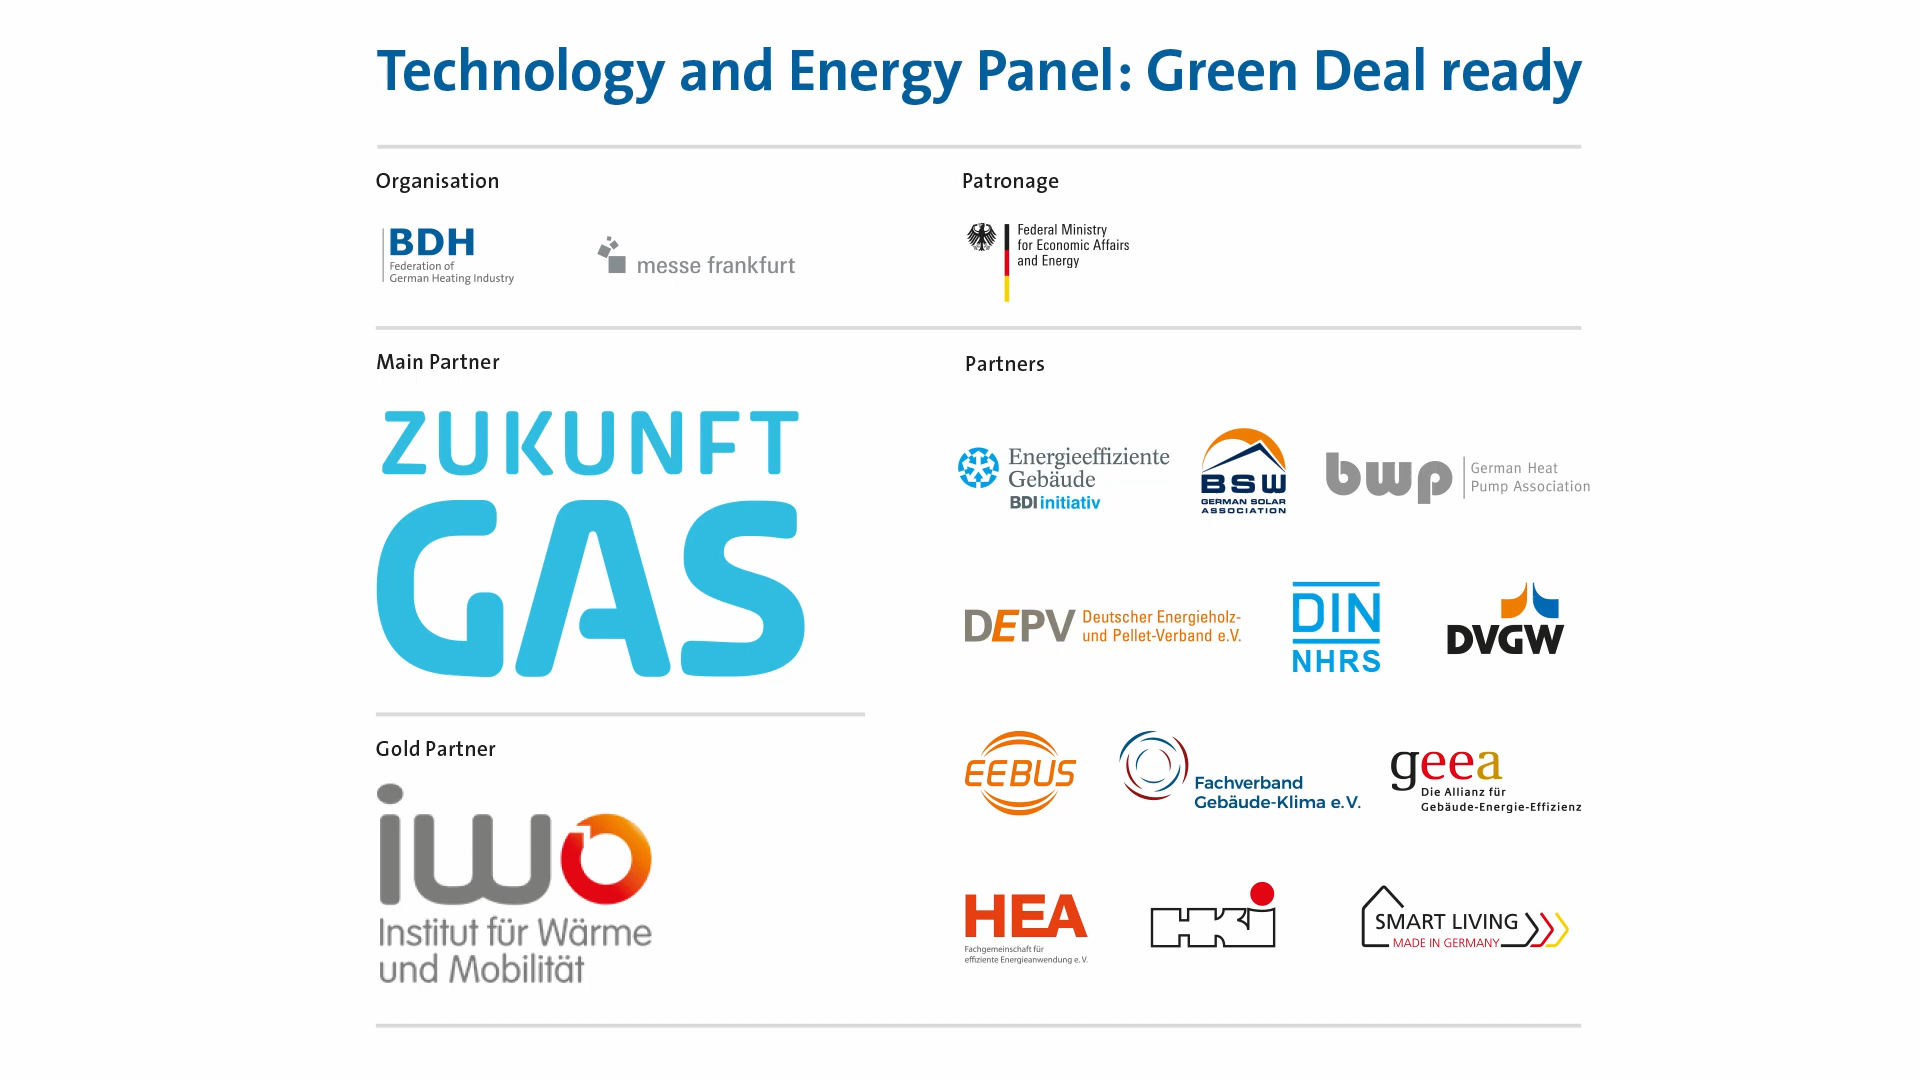 Technology and Energy Panel: Green Deal ready
Organisation
BDH
Federation of
German Heating Industry
messe frankfurt
Patronage
Federal Ministry
for Economic Affairs
and Energy
Main Partner
ZUKUNFT
GAS
Gold Partner
iwo
Institut für Wärme
und Mobilität
Partners
Energieeffiziente
Gebäude
BDI initiativ
BSW
GERMAN SOLAR
ASSOCIATION
bwp
German Heat
Pump Association
DEPV
Deutscher Energieholz-
und Pellet-Verband e.V.
DIN
NHRS
DVGW
EEBUS
Fachverband
Gebäude-Klima e.V.
geea
Die Allianz für
Gebäude-Energie-Effizienz
HEA
Fachgemeinschaft für
effiziente Energieanwendung e. V.
HKi
SMART LIVING
MADE IN GERMANY